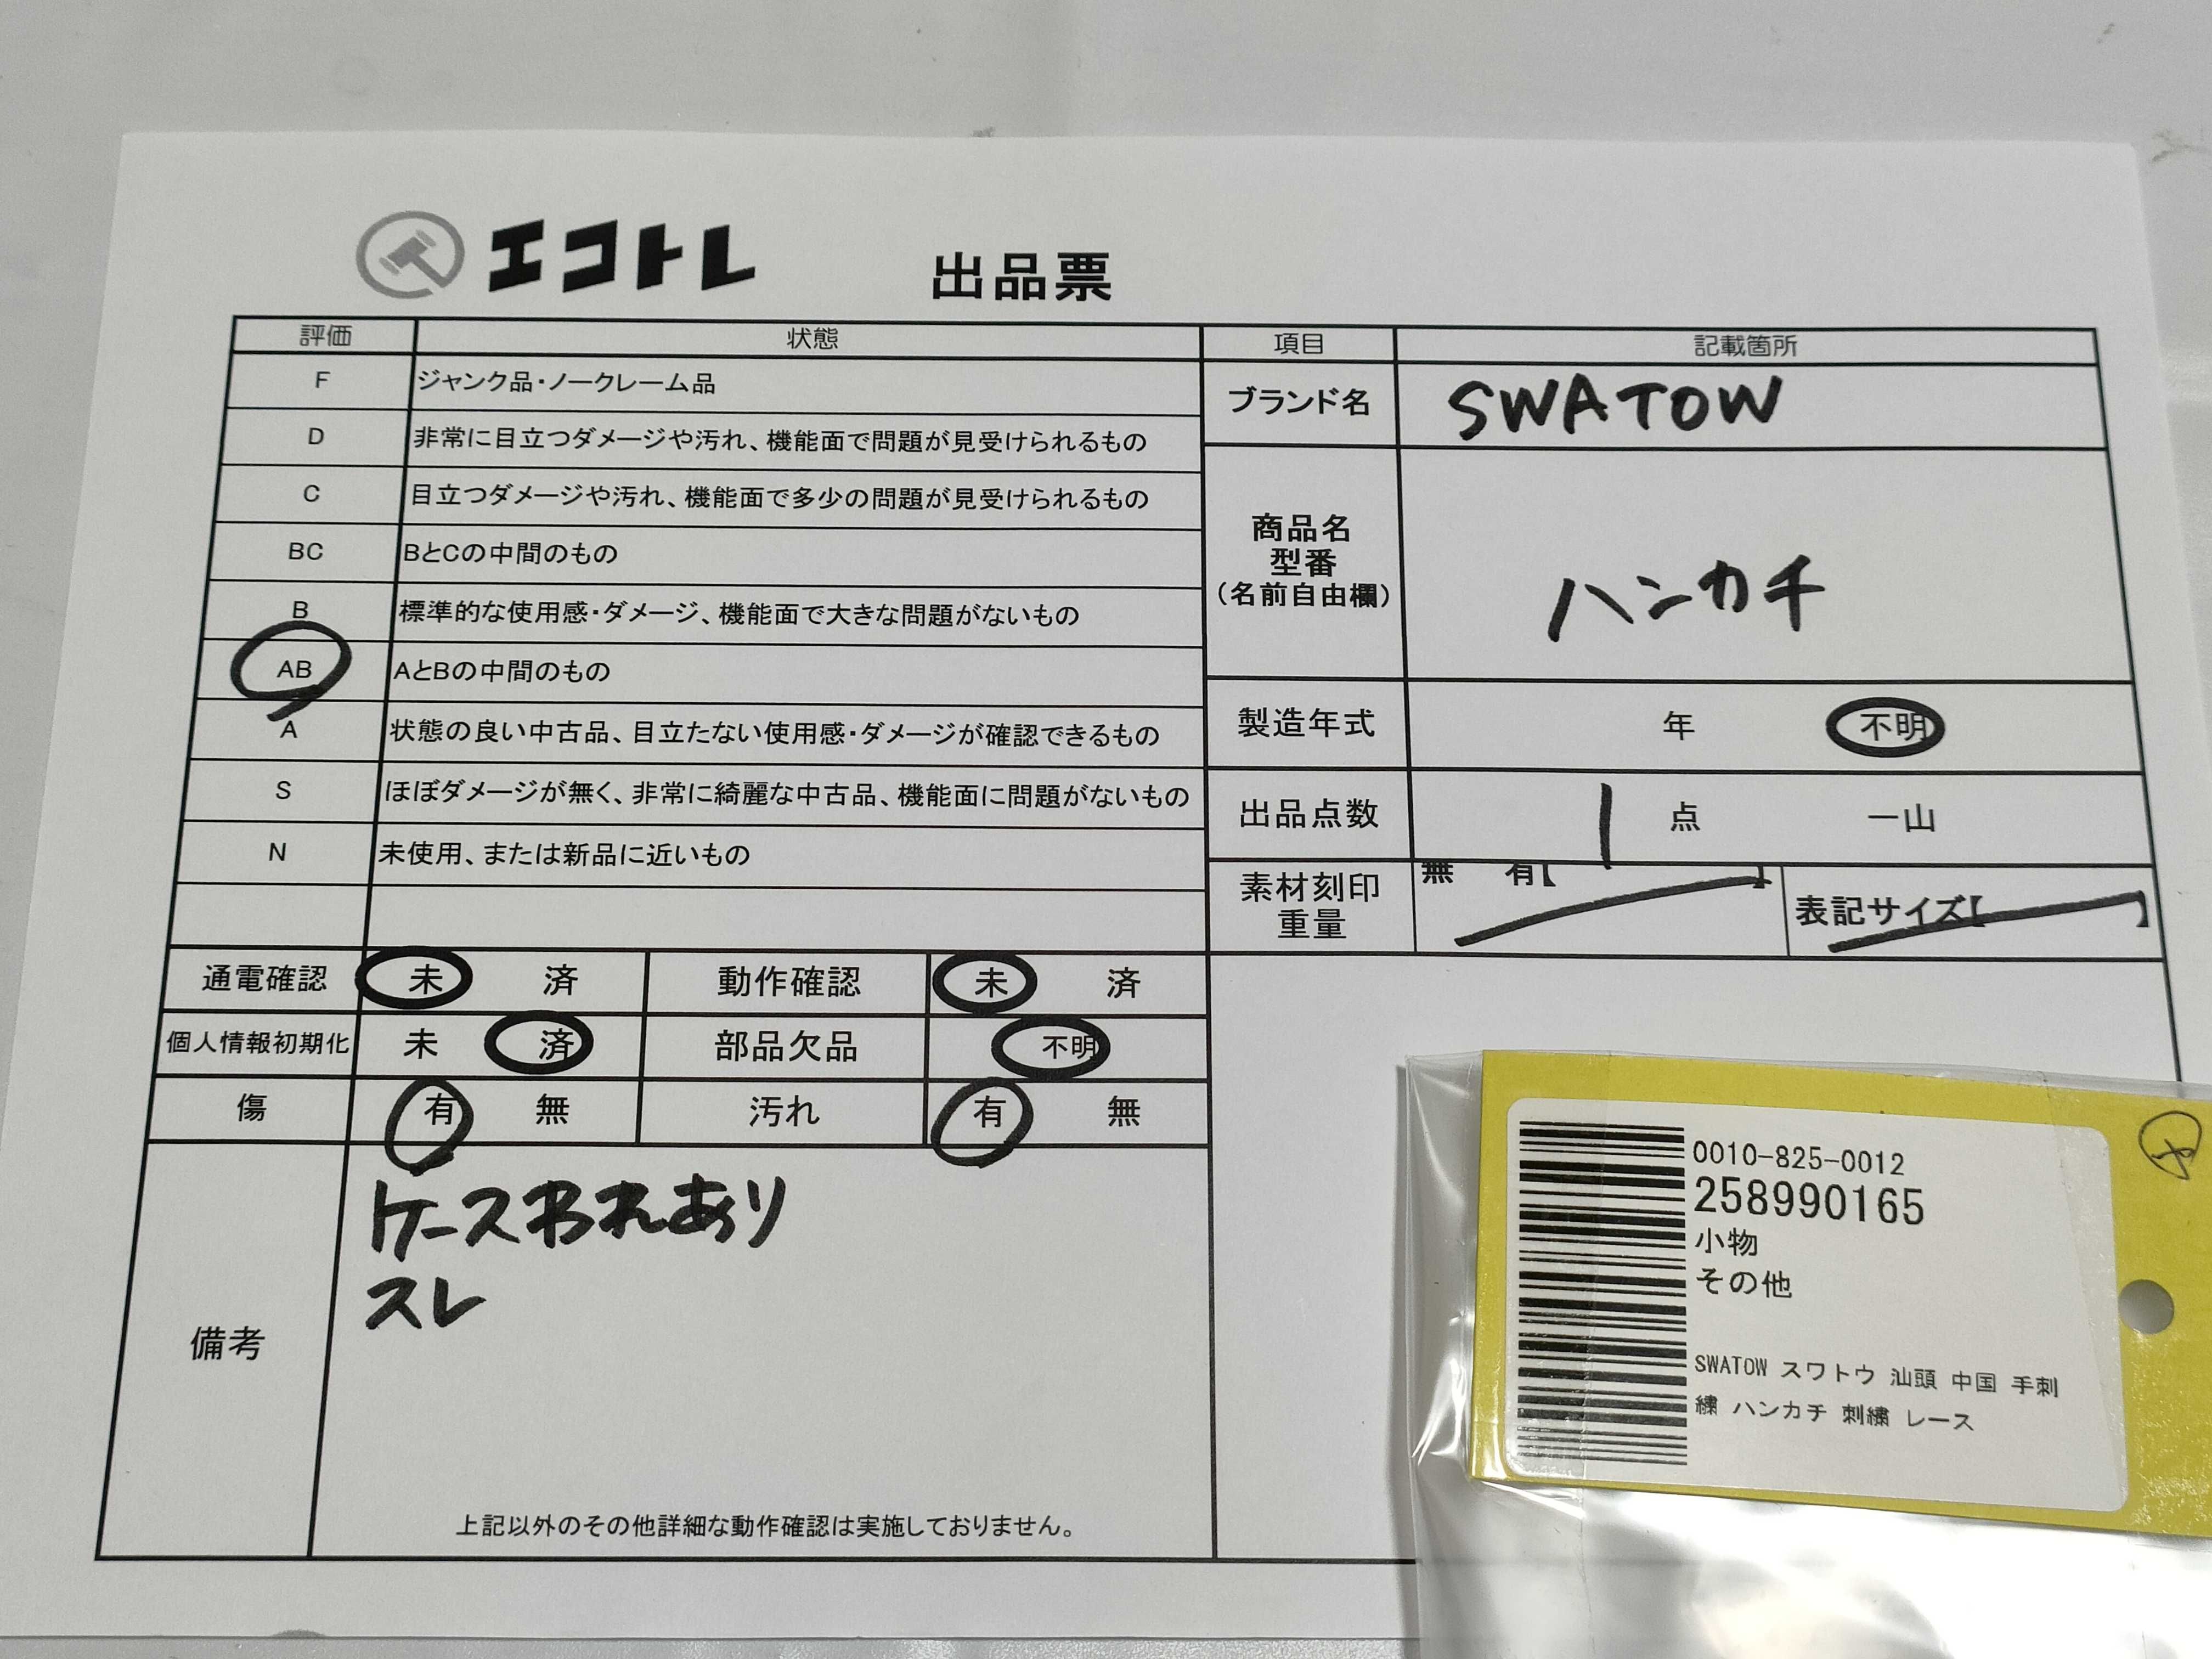 エコトレ 出品票
評価 状態 項目 記載箇所
F ジャンク品・ノークレーム品
ブランド名 SWATOW
D 非常に目立つダメージや汚れ、機能面で問題が見受けられるもの
C 目立つダメージや汚れ、機能面で多少の問題が見受けられるもの
商品名
型番
(名前自由欄)
ハンカチ
BC BとCの中間のもの
B 標準的な使用感・ダメージ、機能面で大きな問題がないもの
AB AとBの中間のもの
A 状態の良い中古品、目立たない使用感・ダメージが確認できるもの
製造年式 年 不明
S ほぼダメージが無く、非常に綺麗な中古品、機能面に問題がないもの
出品点数 1 点 一山
N 未使用、または新品に近いもの
素材刻印
重量
無 有【 】 表記サイズ【 】
通電確認 未 済 動作確認 未 済
個人情報初期化 未 済 部品欠品 不明
傷 有 無 汚れ 有 無
備考
ケースわれあり
スレ
上記以外のその他詳細な動作確認は実施しておりません。
0010-825-0012
258990165
小物
その他
SWATOW スワトウ 汕頭 中国 手刺
繍 ハンカチ 刺繍 レース